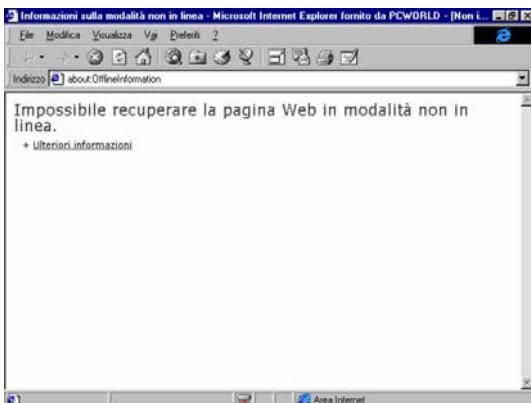 Informazioni sulla modalità non in linea - Microsoft Internet Explorer fornito da PCWORLD - [Non i...
File Modifica Visualizza Vai Preferiti ?
Indirizzo about:OfflineInformation
Impossibile recuperare la pagina Web in modalità non in
linea.
+ Ulteriori informazioni
Area Internet